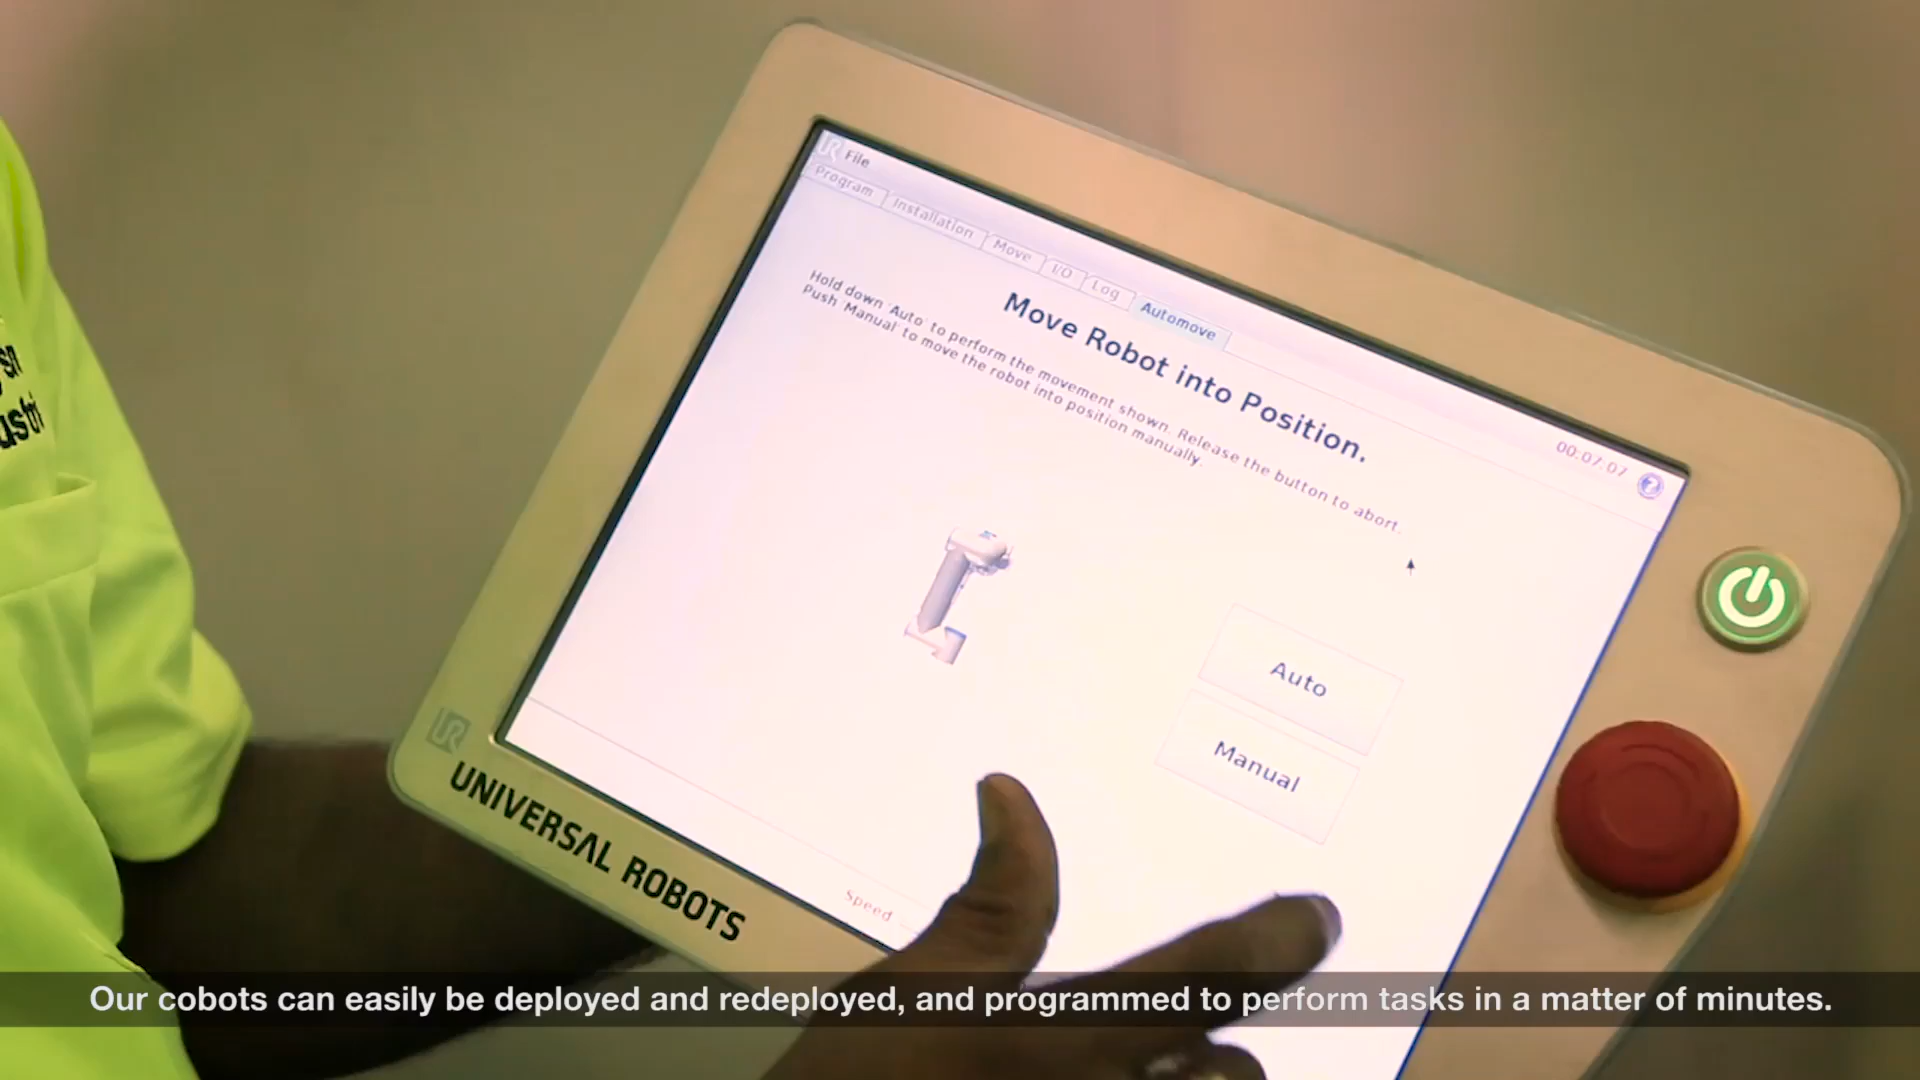 File
Program
Installation
Move
I/O
Log
Automove
Move Robot into Position.
00:07:07
?
Hold down 'Auto' to perform the movement shown. Release the button to abort.
Push 'Manual' to move the robot into position manually.
Auto
Manual
Speed
UR
UNIVERSAL ROBOTS
Our cobots can easily be deployed and redeployed, and programmed to perform tasks in a matter of minutes.